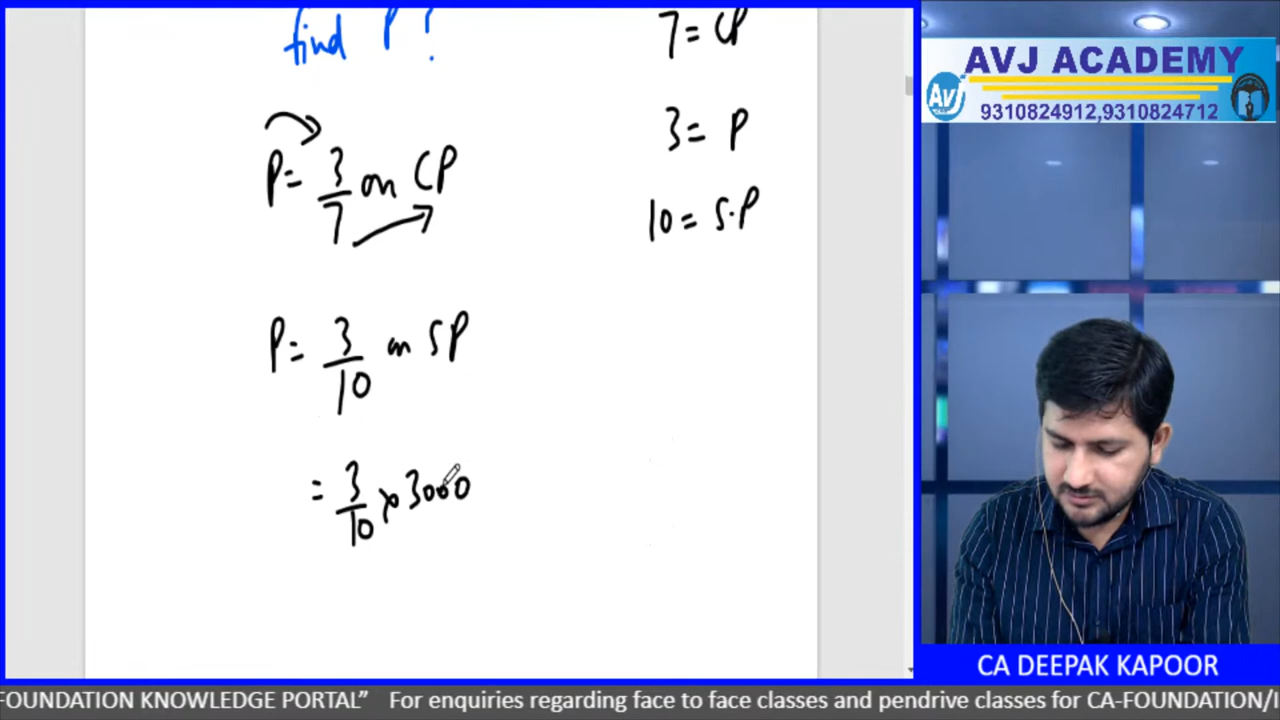 find P?
7 = CP
P = 3/7 on CP
3 = P
10 = S.P
P = 3/10 on SP
= 3/10 × 3000
AVJ ACADEMY
AV
9310824912,9310824712
CA DEEPAK KAPOOR
FOUNDATION KNOWLEDGE PORTAL” For enquiries regarding face to face classes and pendrive classes for CA-FOUNDATION/I